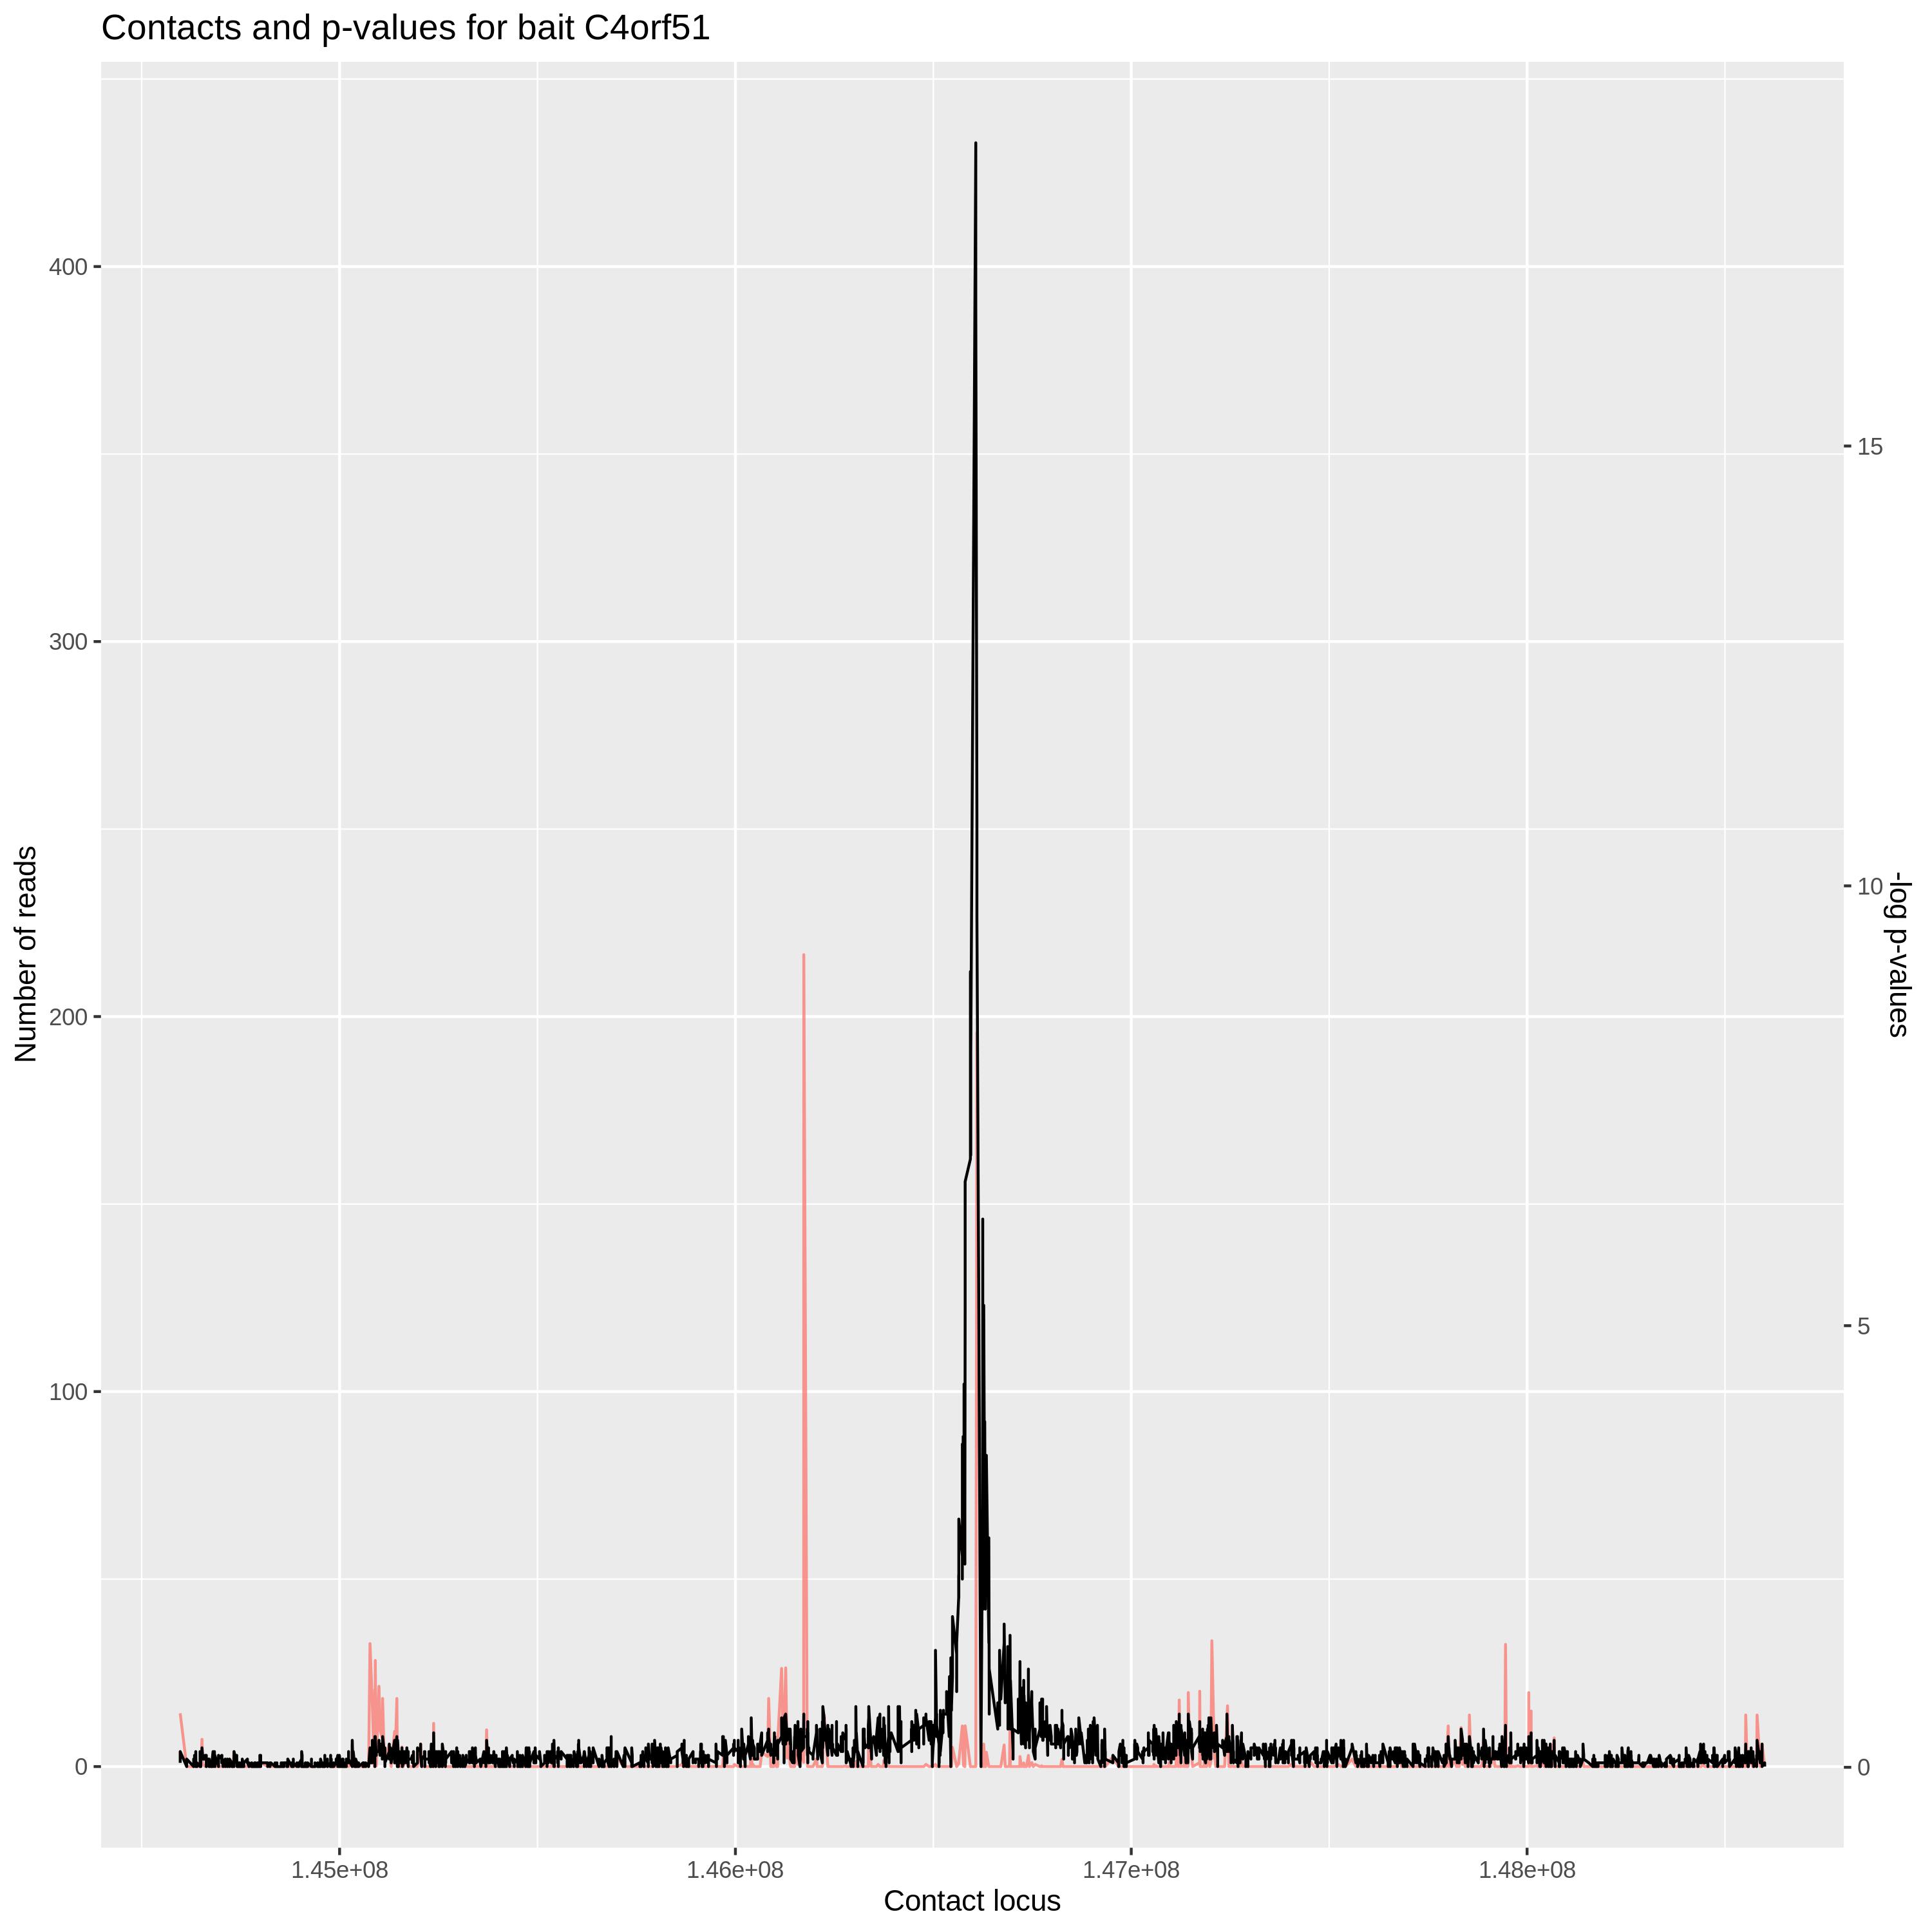 Contacts and p-values for bait C4orf51
Number of reads
400
300
200
100
0
15
10
5
0
-log p-values
1.45e+08 1.46e+08 1.47e+08 1.48e+08
Contact locus